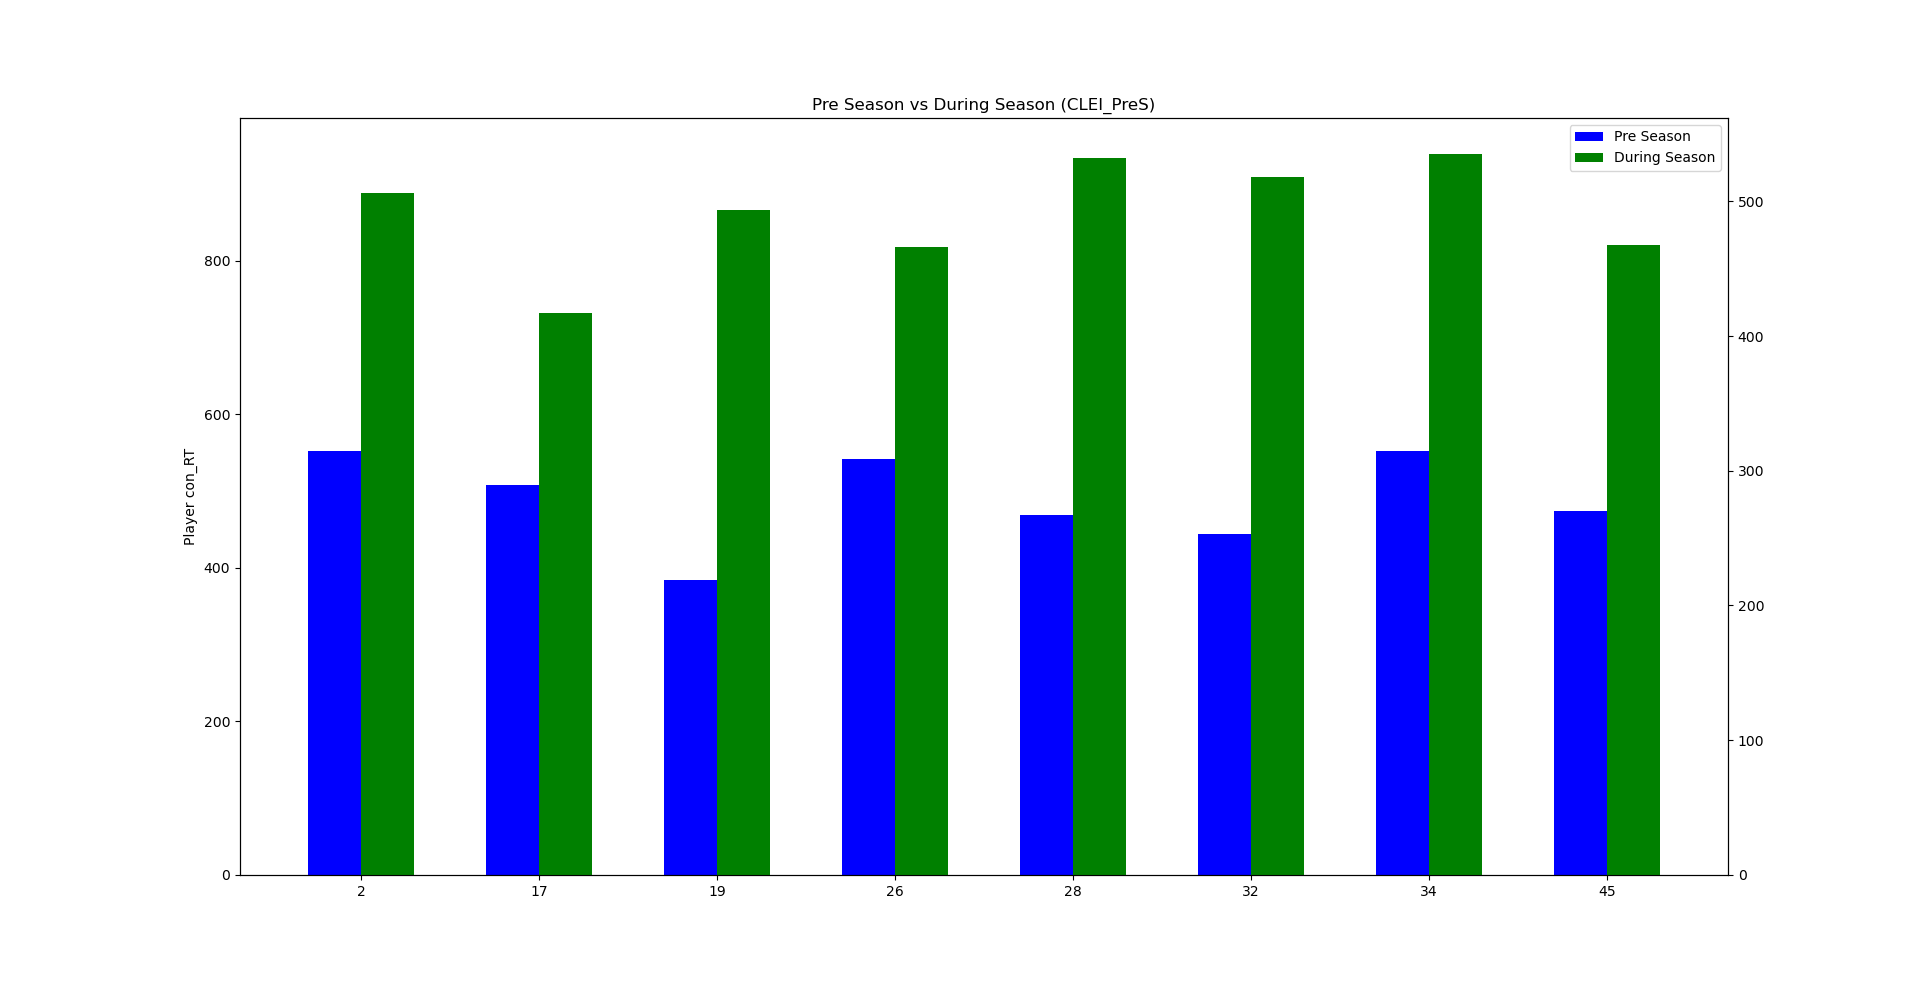 Pre Season vs During Season (CLEI_PreS)
Pre Season
During Season
Player con_RT
800
600
400
200
0
500
400
300
200
100
0
2 17 19 26 28 32 34 45